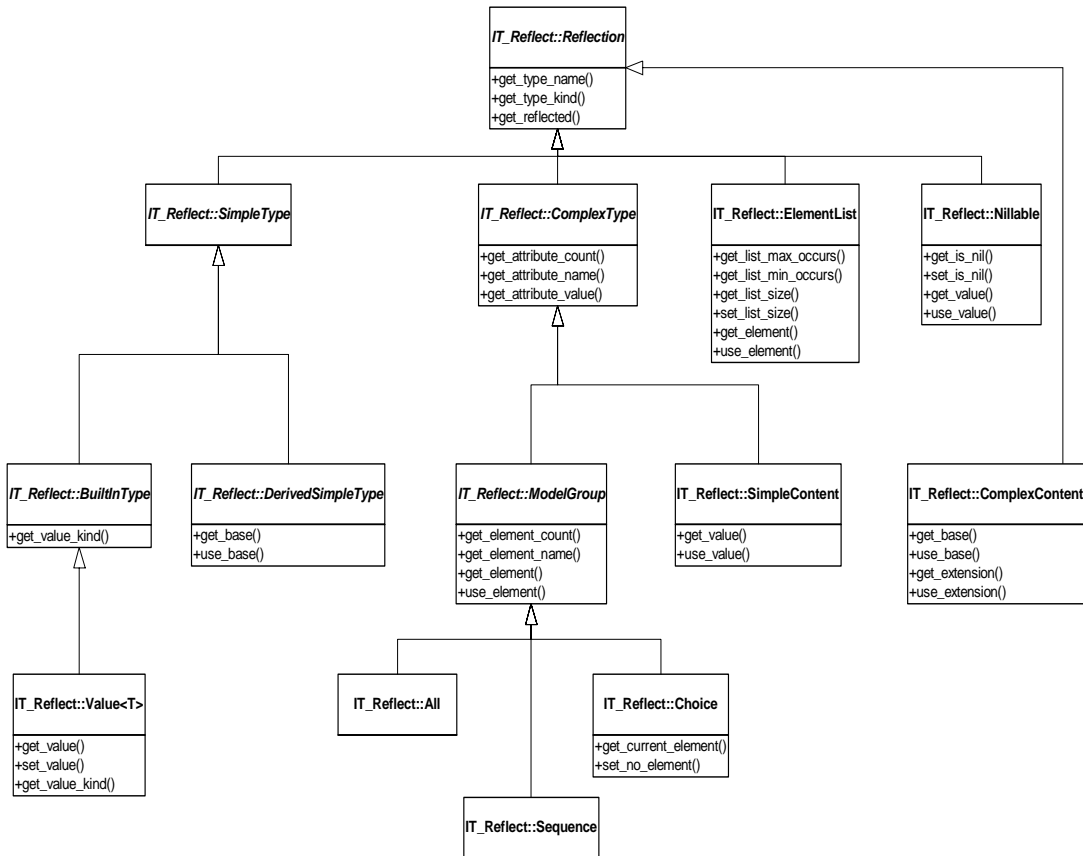 IT_Reflect::Reflection
+get_type_name()
+get_type_kind()
+get_reflected()
IT_Reflect::SimpleType
IT_Reflect::ComplexType
+get_attribute_count()
+get_attribute_name()
+get_attribute_value()
IT_Reflect::ElementList
+get_list_max_occurs()
+get_list_min_occurs()
+get_list_size()
+set_list_size()
+get_element()
+use_element()
IT_Reflect::Nillable
+get_is_nil()
+set_is_nil()
+get_value()
+use_value()
IT_Reflect::BuiltInType
+get_value_kind()
IT_Reflect::DerivedSimpleType
+get_base()
+use_base()
IT_Reflect::ModelGroup
+get_element_count()
+get_element_name()
+get_element()
+use_element()
IT_Reflect::SimpleContent
+get_value()
+use_value()
IT_Reflect::ComplexContent
+get_base()
+use_base()
+get_extension()
+use_extension()
IT_Reflect::Value<T>
+get_value()
+set_value()
+get_value_kind()
IT_Reflect::All
IT_Reflect::Choice
+get_current_element()
+set_no_element()
IT_Reflect::Sequence